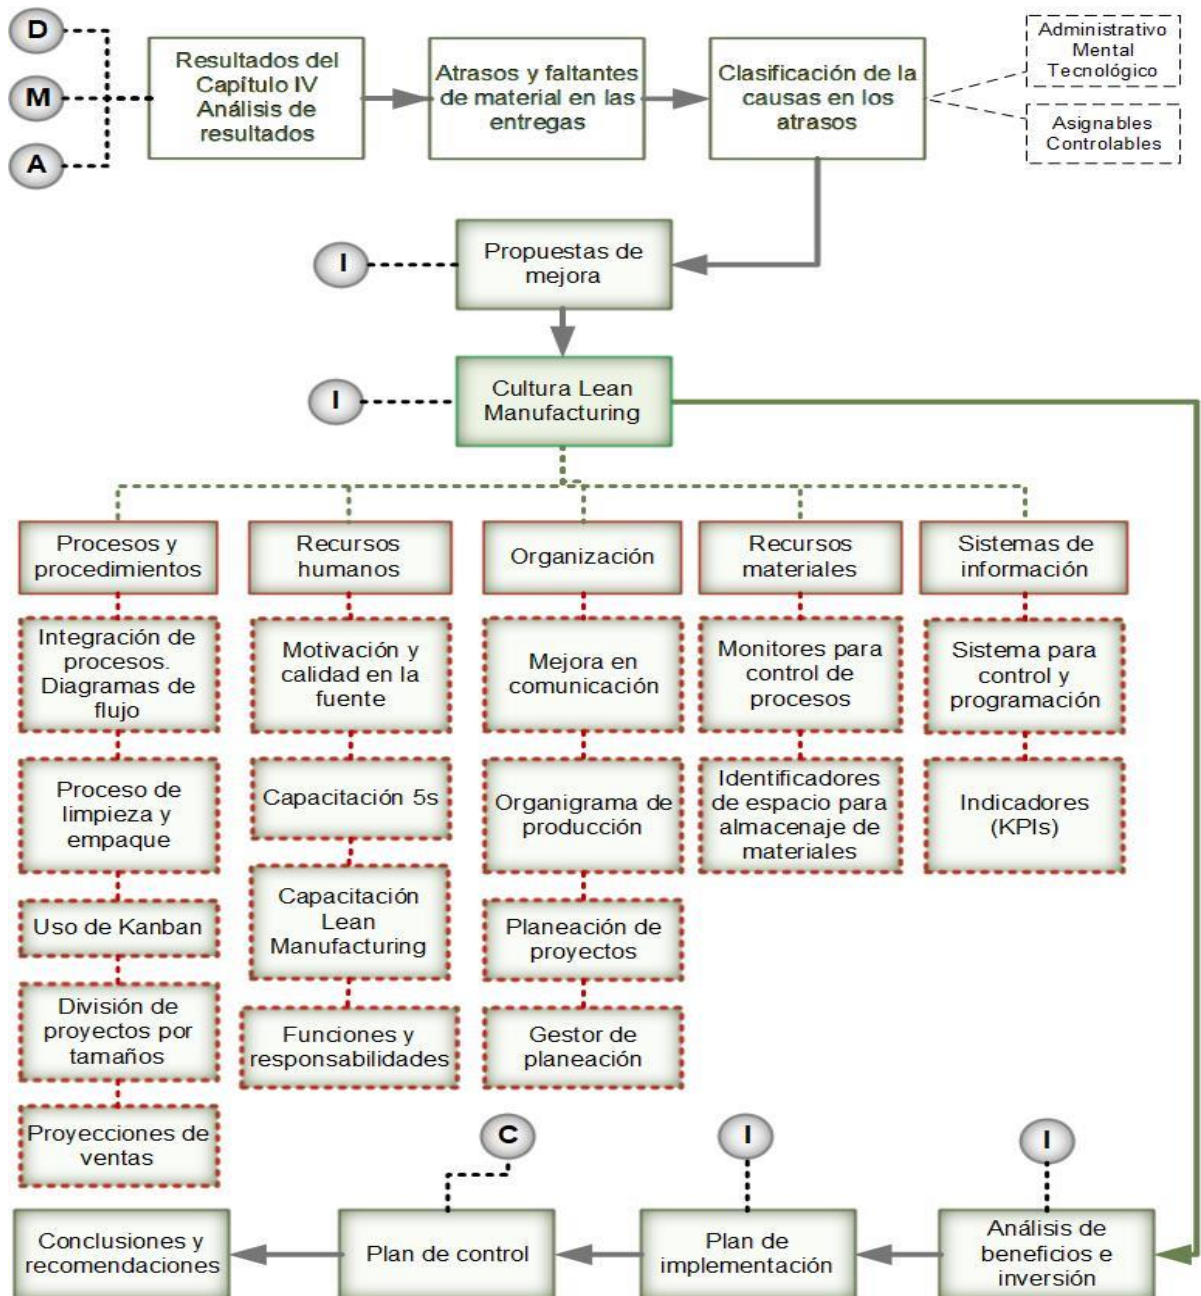 D
M
A
Resultados del
Capítulo IV
Análisis de
resultados
Atrasos y faltantes
de material en las
entregas
Clasificación de la
causas en los
atrasos
Administrativo
Mental
Tecnológico
Asignables
Controlables
I
Propuestas de
mejora
I
Cultura Lean
Manufacturing
Procesos y
procedimientos
Recursos
humanos
Organización
Recursos
materiales
Sistemas de
información
Integración de
procesos.
Diagramas de
flujo
Proceso de
limpieza y
empaque
Uso de Kanban
División de
proyectos por
tamaños
Proyecciones de
ventas
Motivación y
calidad en la
fuente
Capacitación 5s
Capacitación
Lean
Manufacturing
Funciones y
responsabilidades
Mejora en
comunicación
Organigrama de
producción
Planeación de
proyectos
Gestor de
planeación
Monitores para
control de
procesos
Identificadores
de espacio para
almacenaje de
materiales
Sistema para
control y
programación
Indicadores
(KPIs)
C
I
I
Conclusiones y
recomendaciones
Plan de control
Plan de
implementación
Análisis de
beneficios e
inversión